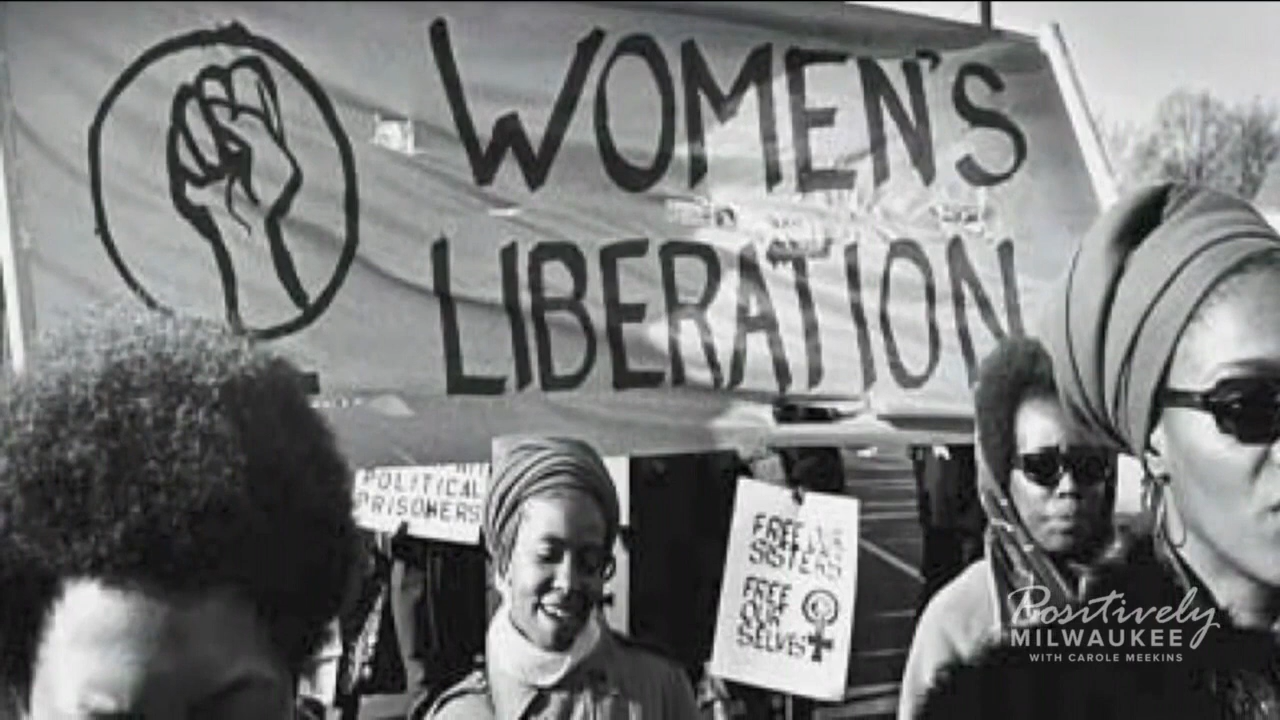 WOMEN'S
LIBERATION
POLITICAL
PRISONERS
FREE OUR
SISTERS
FREE
OUR
SELVES
Positively
MILWAUKEE
WITH CAROLE MEEKINS